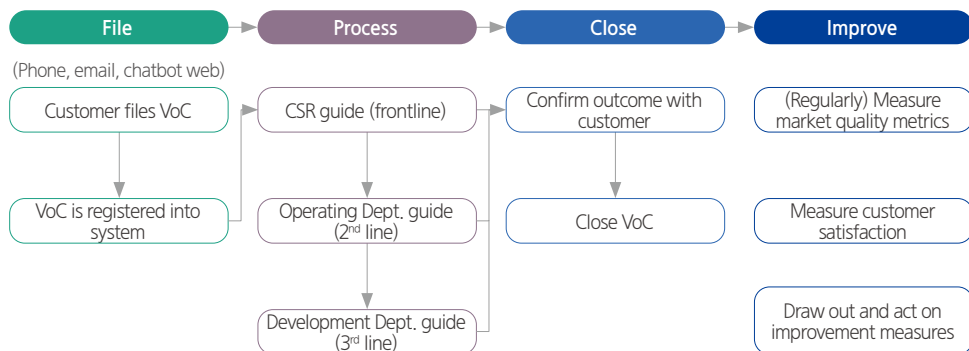 File
Process
Close
Improve
(Phone, email, chatbot web)
Customer files VoC
VoC is registered into
system
CSR guide (frontline)
Operating Dept. guide
(2nd line)
Development Dept. guide
(3rd line)
Confirm outcome with
customer
Close VoC
(Regularly) Measure
market quality metrics
Measure customer
satisfaction
Draw out and act on
improvement measures